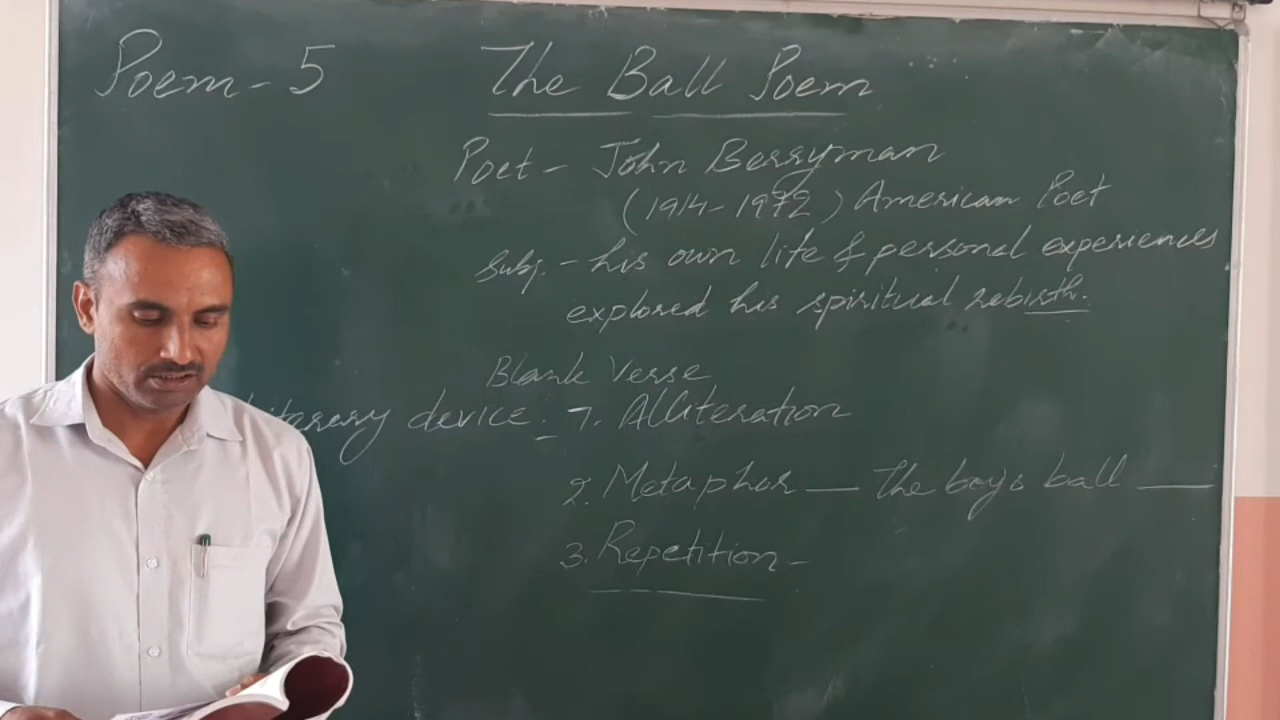 Poem - 5
The Ball Poem
Poet - John Berryman
(1914-1972) American Poet
Subj. - his own life & personal experiences
explored his spiritual rebirth.
Blank Verse
Literary device. 1. Alliteration
2. Metaphor — The boy's ball —
3. Repetition -